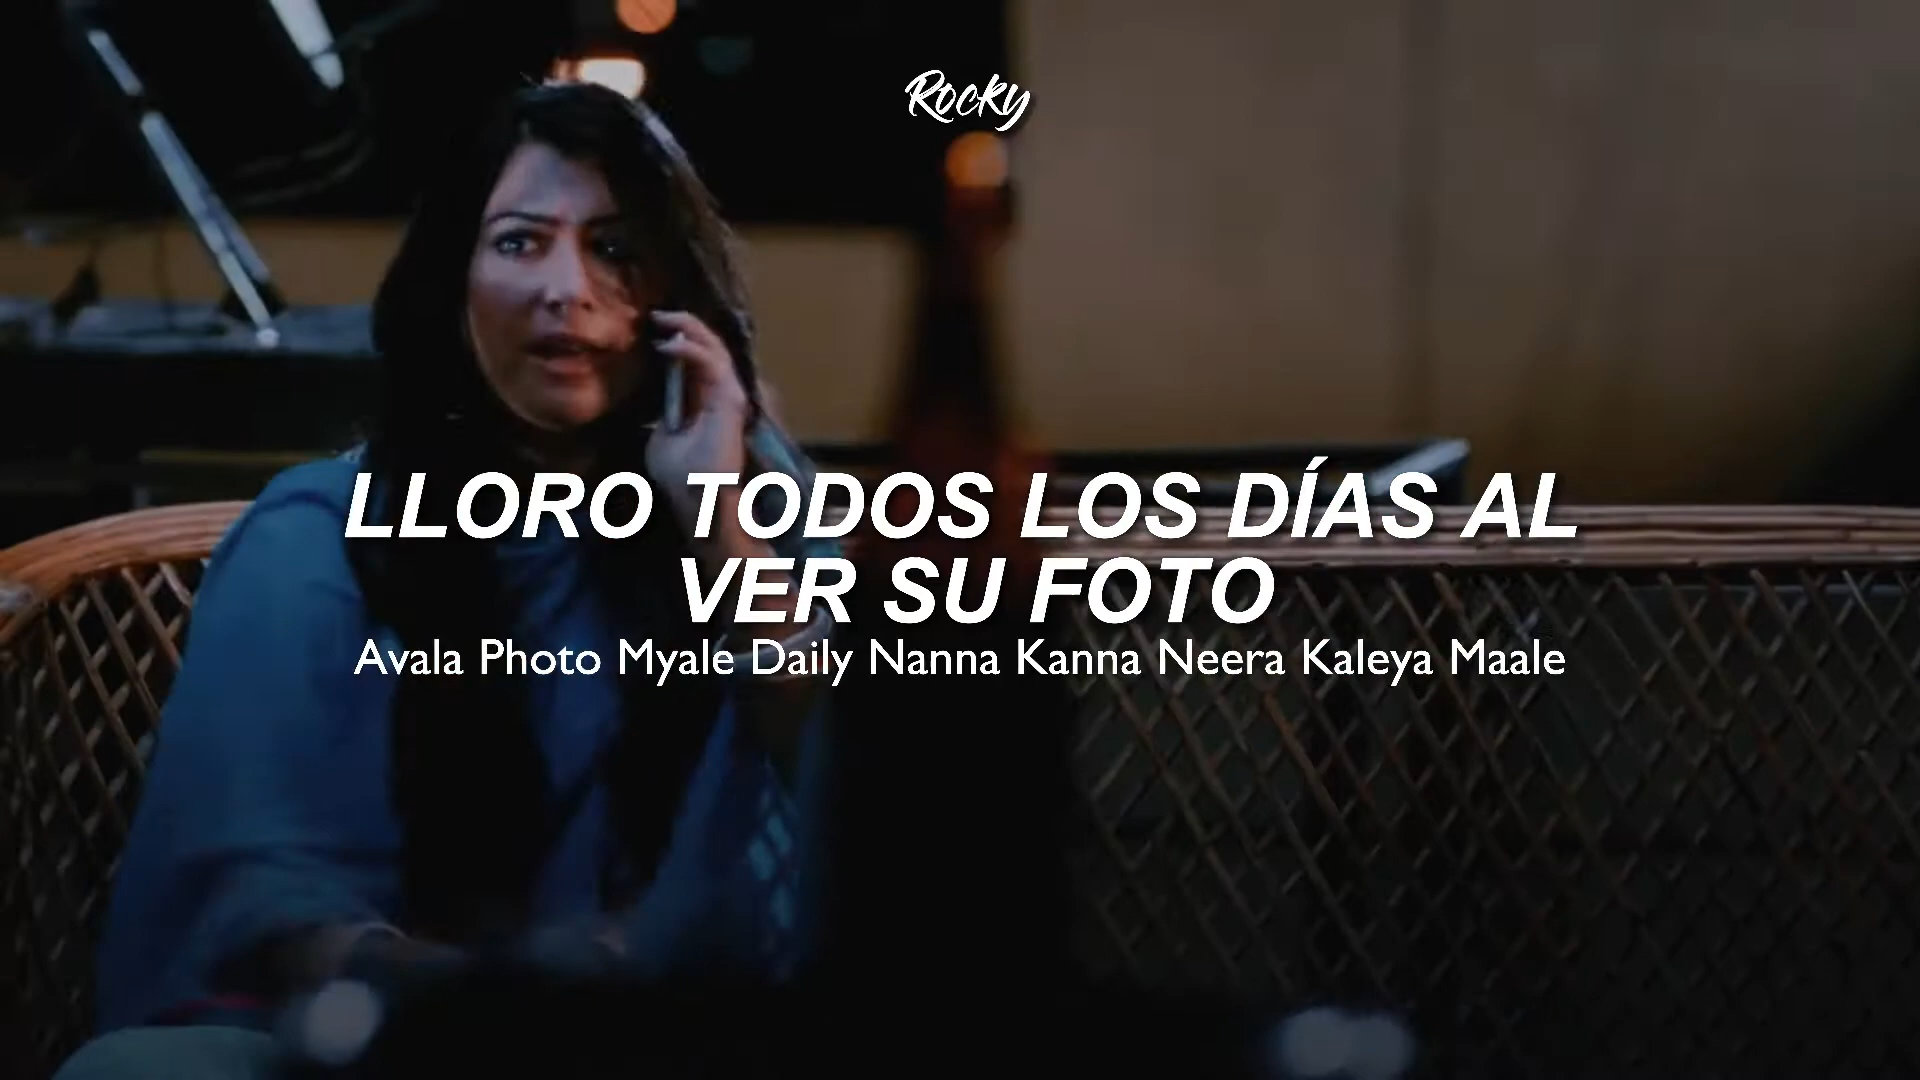 Rocky
LLORO TODOS LOS DÍAS AL
VER SU FOTO
Avala Photo Myale Daily Nanna Kanna Neera Kaleya Maale